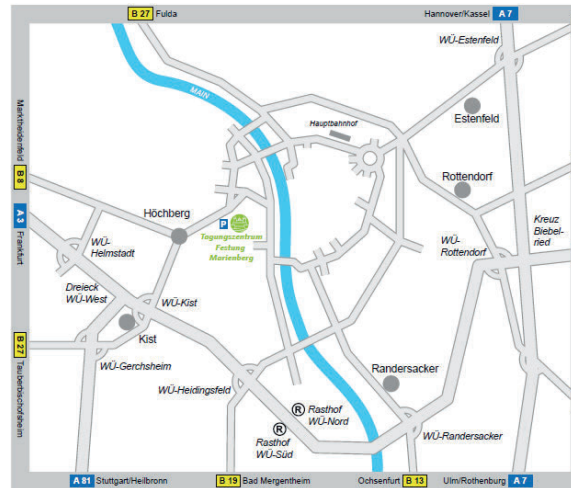 B 27 Fulda
Hannover/Kassel A 7
WÜ-Estenfeld
MAIN
Hauptbahnhof
Estenfeld
Marktheidenfeld
B 8
A 3
Frankfurt
Rottendorf
Höchberg
P
Tagungszentrum
Festung
Marienberg
Kreuz
Biebel-
ried
WÜ-
Helmstadt
WÜ-
Rottendorf
Dreieck
WÜ-West
WÜ-Kist
Kist
B 27
Tauberbischofsheim
WÜ-Gerchsheim
WÜ-Heidingsfeld
Randersacker
R Rasthof
WÜ-Nord
R
Rasthof
WÜ-Süd
WÜ-Randersacker
A 81 Stuttgart/Heilbronn
B 19 Bad Mergentheim
Ochsenfurt B 13
Ulm/Rothenburg A 7